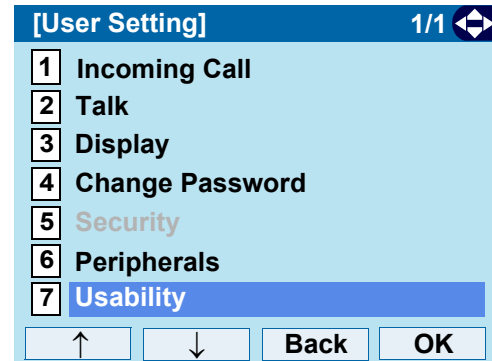 [User Setting] 1/1
1 Incoming Call
2 Talk
3 Display
4 Change Password
5 Security
6 Peripherals
7 Usability
↑ ↓ Back OK